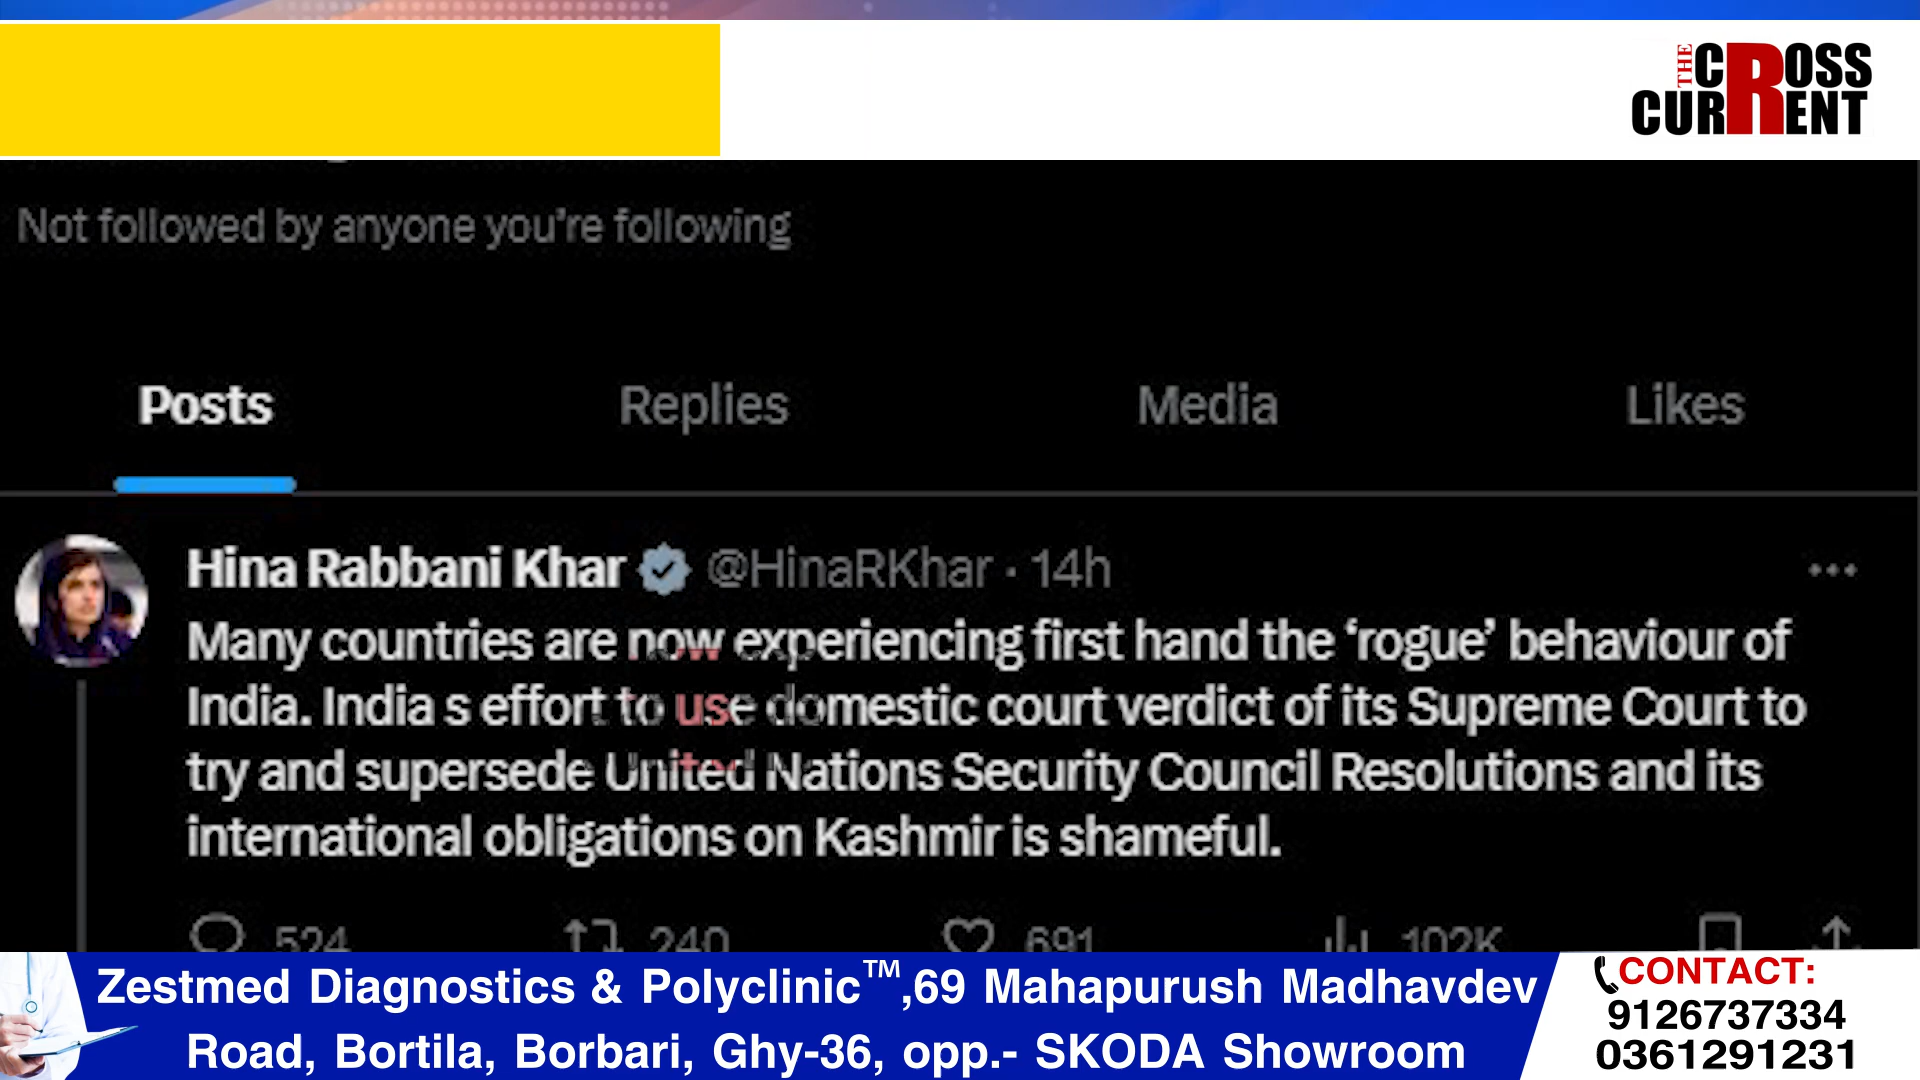 THE CROSS
CURRENT
Not followed by anyone you're following
Posts Replies Media Likes
Hina Rabbani Khar @HinaRKhar · 14h
Many countries are now experiencing first hand the ‘rogue’ behaviour of
India. India s effort to use domestic court verdict of its Supreme Court to
try and supersede United Nations Security Council Resolutions and its
international obligations on Kashmir is shameful.
524 240 691 102K
Zestmed Diagnostics & Polyclinic™,69 Mahapurush Madhavdev
Road, Bortila, Borbari, Ghy-36, opp.- SKODA Showroom
CONTACT:
9126737334
0361291231